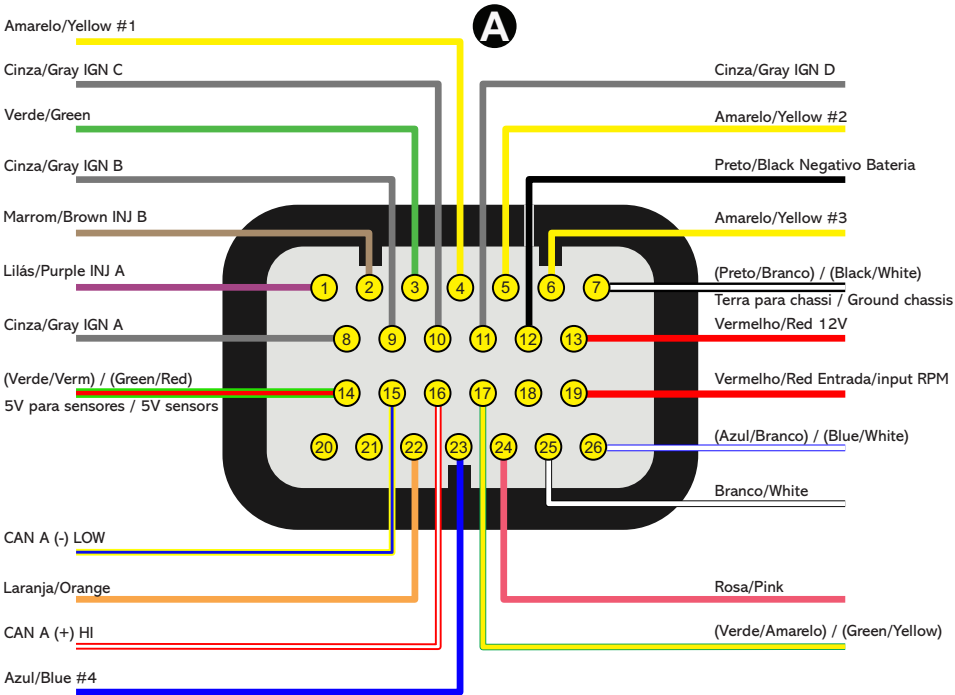 A
Amarelo/Yellow #1
Cinza/Gray IGN C
Verde/Green
Cinza/Gray IGN B
Marrom/Brown INJ B
Lilás/Purple INJ A
Cinza/Gray IGN A
(Verde/Verm) / (Green/Red)
5V para sensores / 5V sensors
CAN A (-) LOW
Laranja/Orange
CAN A (+) HI
Azul/Blue #4
Cinza/Gray IGN D
Amarelo/Yellow #2
Preto/Black Negativo Bateria
Amarelo/Yellow #3
(Preto/Branco) / (Black/White)
Terra para chassi / Ground chassis
Vermelho/Red 12V
Vermelho/Red Entrada/input RPM
(Azul/Branco) / (Blue/White)
Branco/White
Rosa/Pink
(Verde/Amarelo) / (Green/Yellow)
1 2 3 4 5 6 7
8 9 10 11 12 13
14 15 16 17 18 19
20 21 22 23 24 25 26